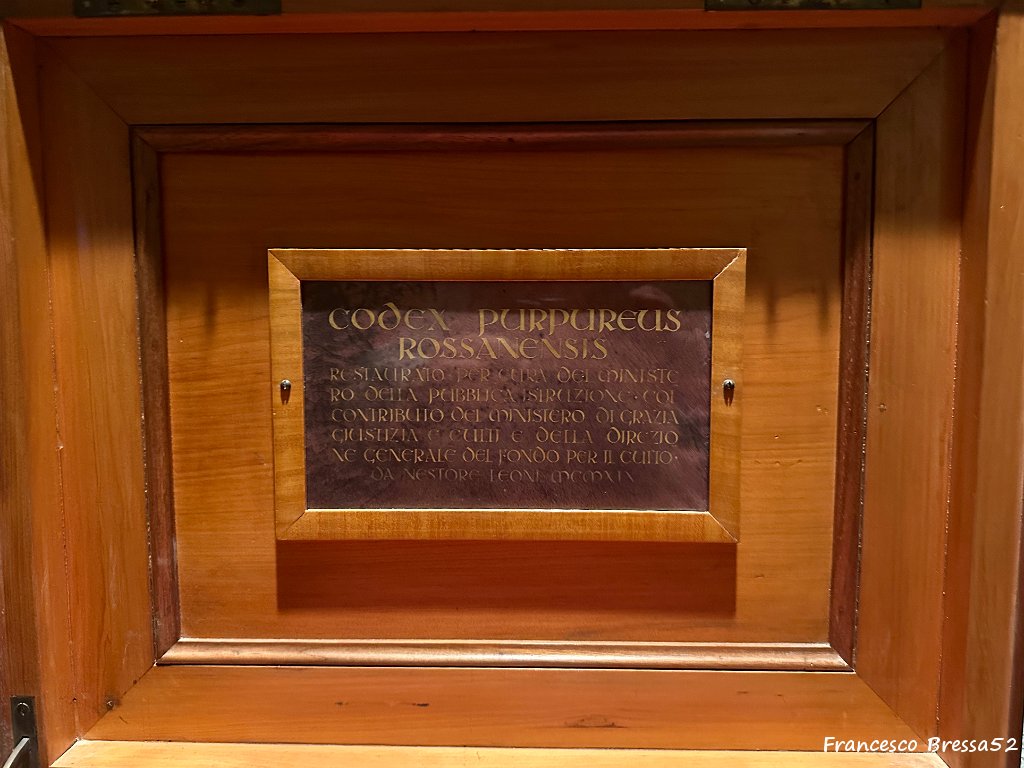 CODEX PURPUREUS
ROSSANENSIS
RESTAURATO PER CURA DEL MINISTE
RO DELLA PUBBLICA ISTRUZIONE · COL
CONTRIBUTO DEL MINISTERO DI GRAZIA
GIUSTIZIA E CULTI E DELLA DIREZIO
NE GENERALE DEL FONDO PER IL CULTO ·
DA NESTORE LEONI MCMXIX
Francesco Bressa52